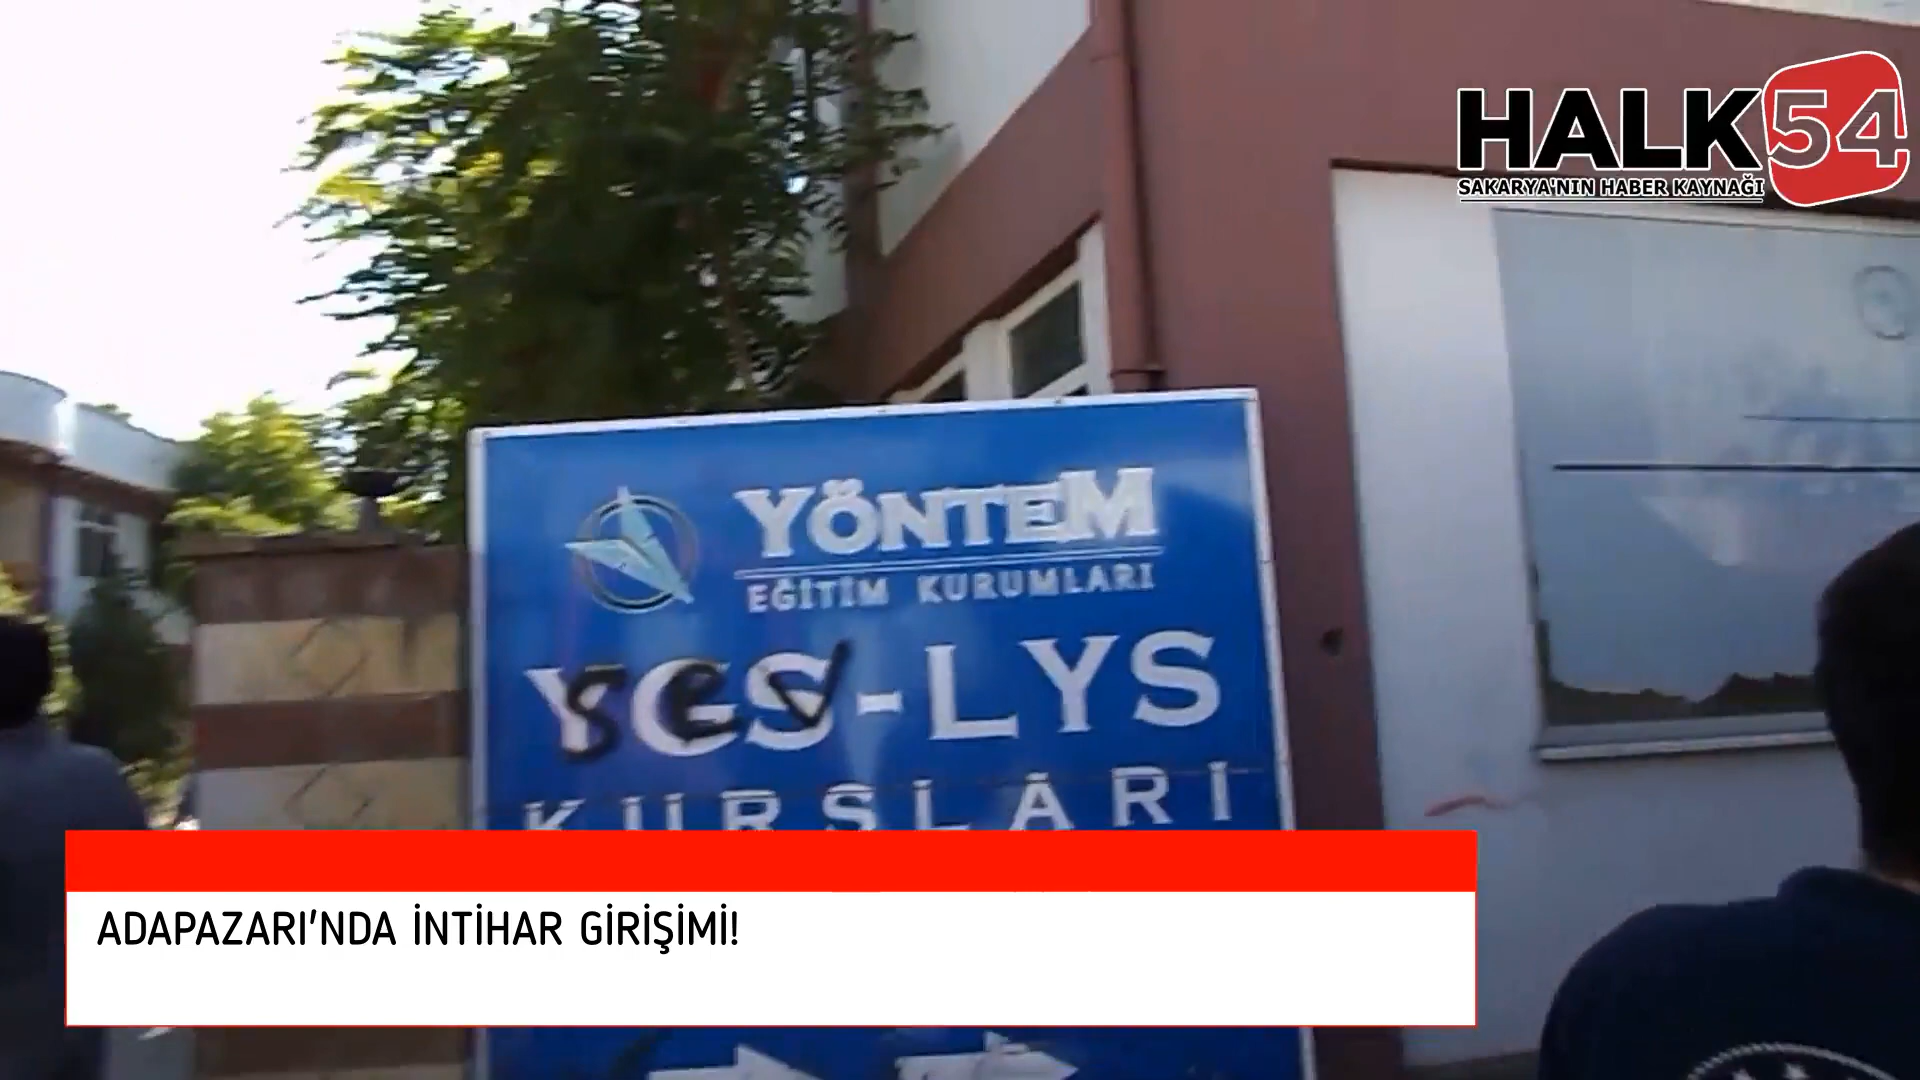 HALK54
SAKARYA'NIN HABER KAYNAĞI
YÖNTEM
EĞİTİM KURUMLARI
YGS-LYS
KURSLARI
ADAPAZARI'NDA İNTİHAR GİRİŞİMİ!